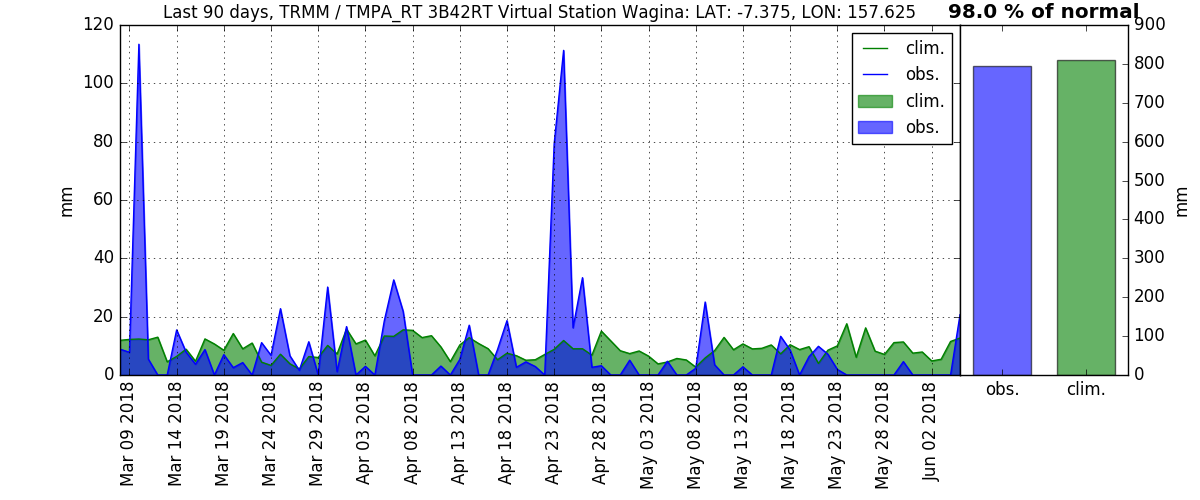 Last 90 days, TRMM / TMPA_RT 3B42RT Virtual Station Wagina: LAT: -7.375, LON: 157.625
98.0 % of normal
mm
120
100
80
60
40
20
0
clim.
obs.
clim.
obs.
Mar 09 2018
Mar 14 2018
Mar 19 2018
Mar 24 2018
Mar 29 2018
Apr 03 2018
Apr 08 2018
Apr 13 2018
Apr 18 2018
Apr 23 2018
Apr 28 2018
May 03 2018
May 08 2018
May 13 2018
May 18 2018
May 23 2018
May 28 2018
Jun 02 2018
900
800
700
600
500
400
300
200
100
0
mm
obs.
clim.